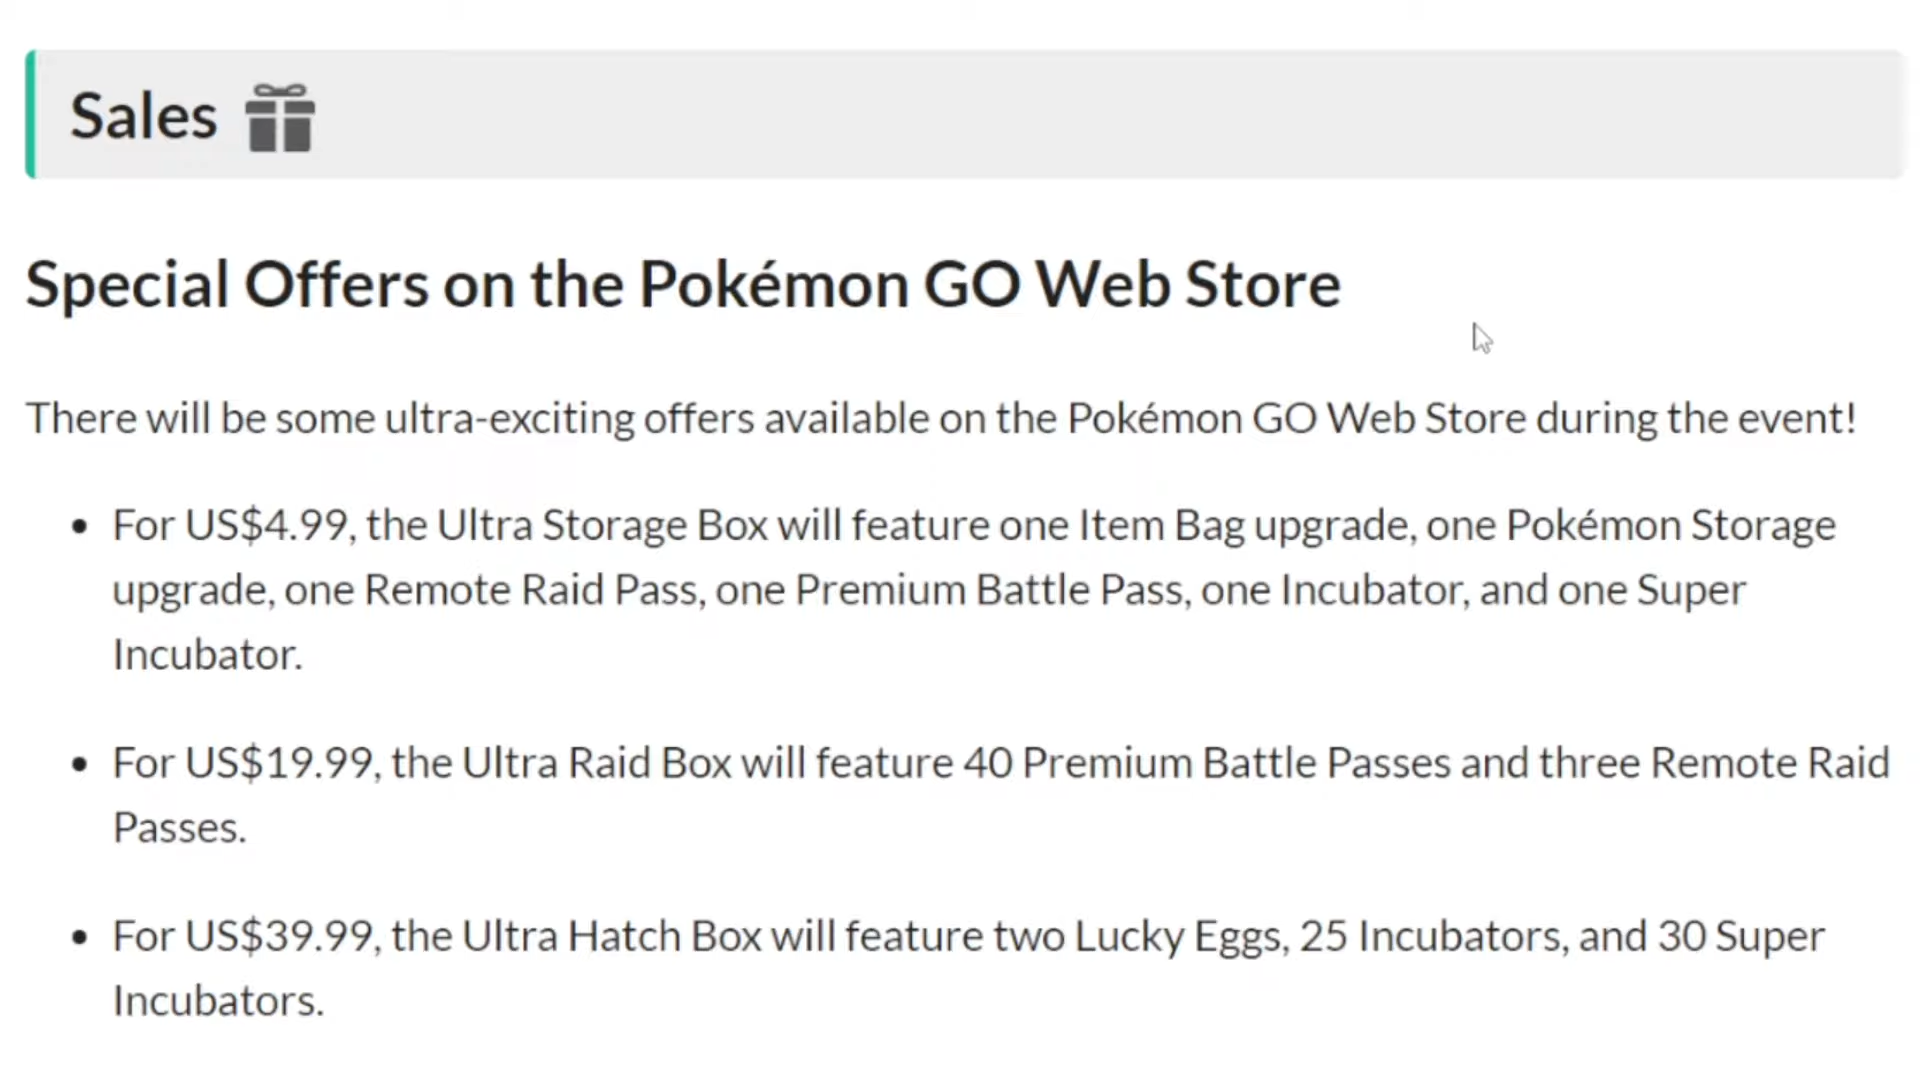 Sales
Special Offers on the Pokémon GO Web Store
There will be some ultra-exciting offers available on the Pokémon GO Web Store during the event!
• For US$4.99, the Ultra Storage Box will feature one Item Bag upgrade, one Pokémon Storage
upgrade, one Remote Raid Pass, one Premium Battle Pass, one Incubator, and one Super
Incubator.
• For US$19.99, the Ultra Raid Box will feature 40 Premium Battle Passes and three Remote Raid
Passes.
• For US$39.99, the Ultra Hatch Box will feature two Lucky Eggs, 25 Incubators, and 30 Super
Incubators.